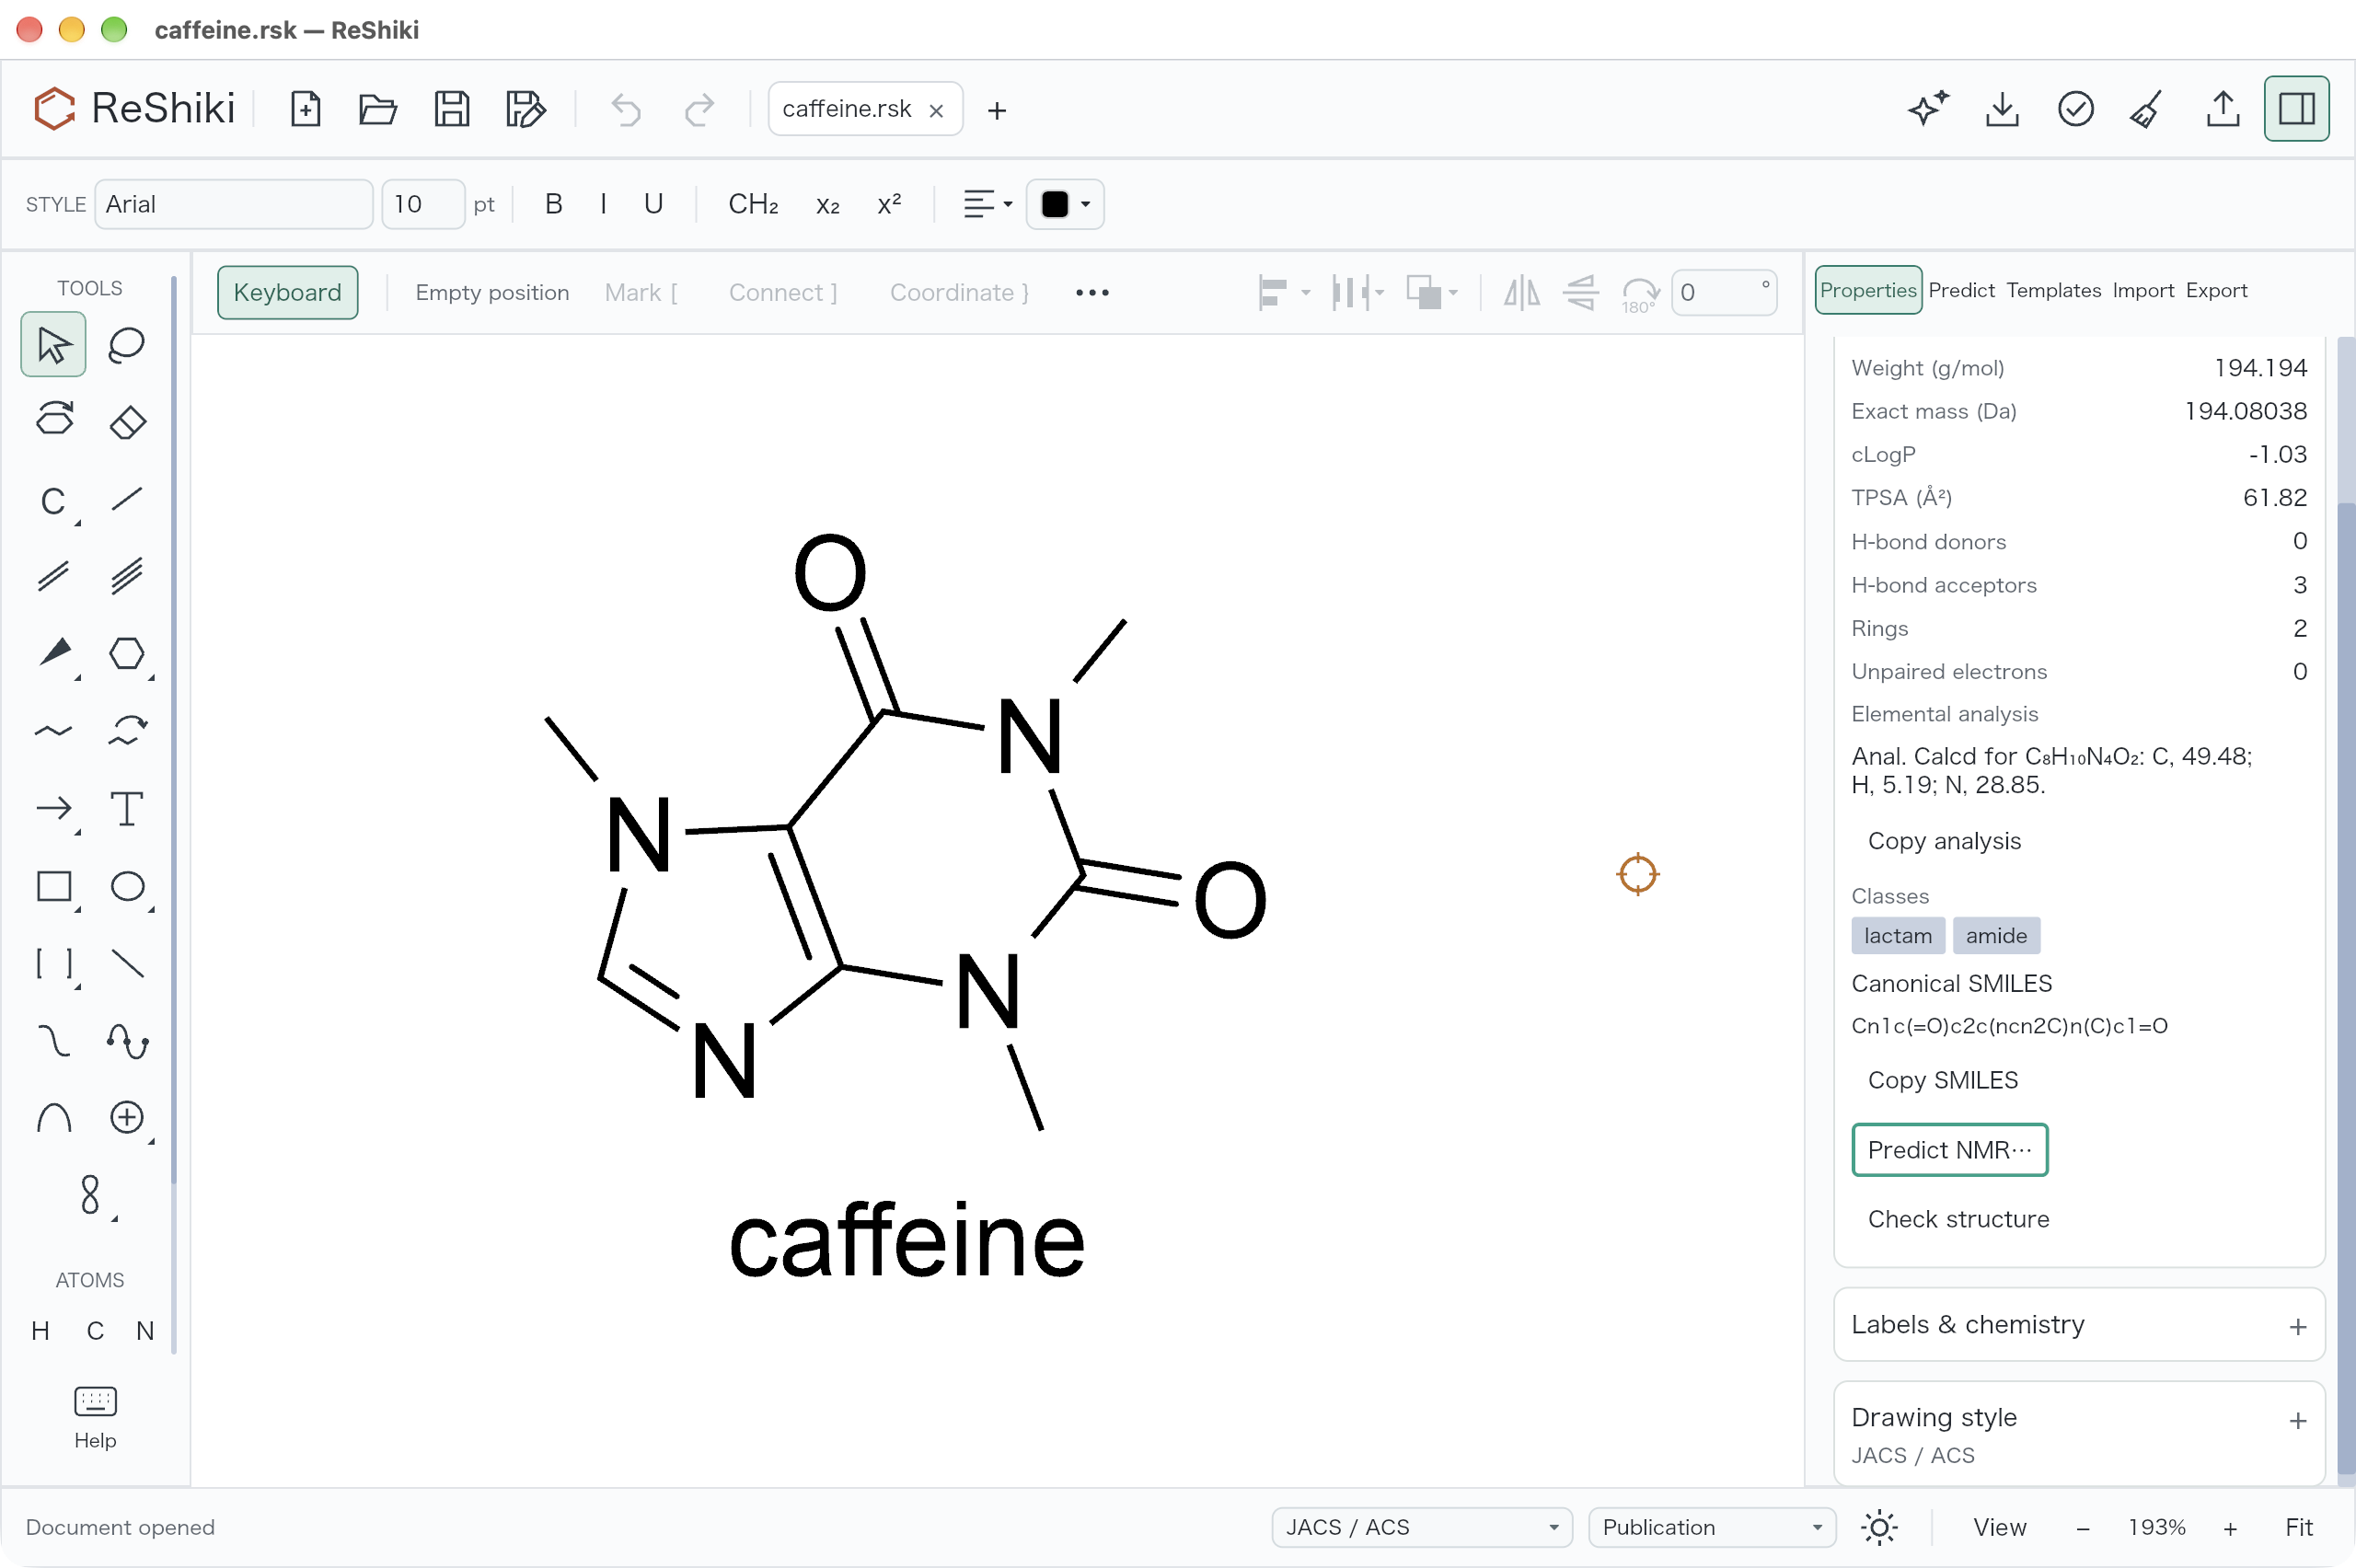 caffeine.rsk — ReShiki
ReShiki
caffeine.rsk × +
STYLE Arial 10 pt B I U CH₂ x₂ x²
TOOLS
Keyboard Empty position Mark [ Connect ] Coordinate } ••• 180° 0 °
Properties Predict Templates Import Export
C
T
[ ]
ATOMS
H C N
Help
O
N
N
O
N
N
caffeine
Weight (g/mol) 194.194
Exact mass (Da) 194.08038
cLogP -1.03
TPSA (Å²) 61.82
H-bond donors 0
H-bond acceptors 3
Rings 2
Unpaired electrons 0
Elemental analysis
Anal. Calcd for C₈H₁₀N₄O₂: C, 49.48;
H, 5.19; N, 28.85.
Copy analysis
Classes
lactam amide
Canonical SMILES
Cn1c(=O)c2c(ncn2C)n(C)c1=O
Copy SMILES
Predict NMR…
Check structure
Labels & chemistry +
Drawing style +
JACS / ACS
Document opened JACS / ACS Publication View − 193% + Fit